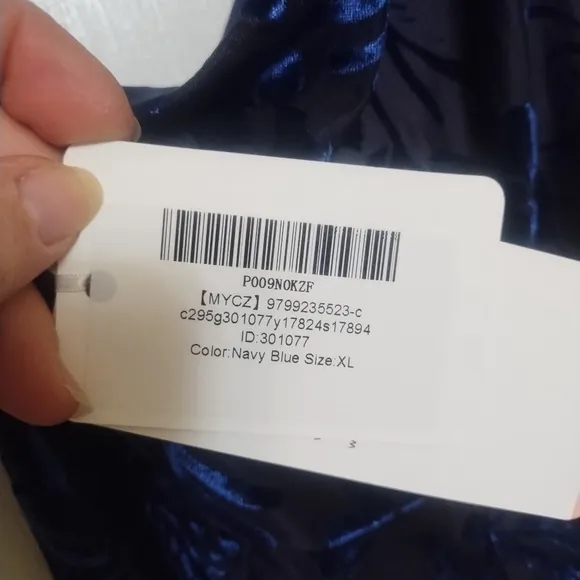 P009N0KZF
【MYCZ】9799235523-c
c295g301077y17824s17894
ID:301077
Color:Navy Blue Size:XL